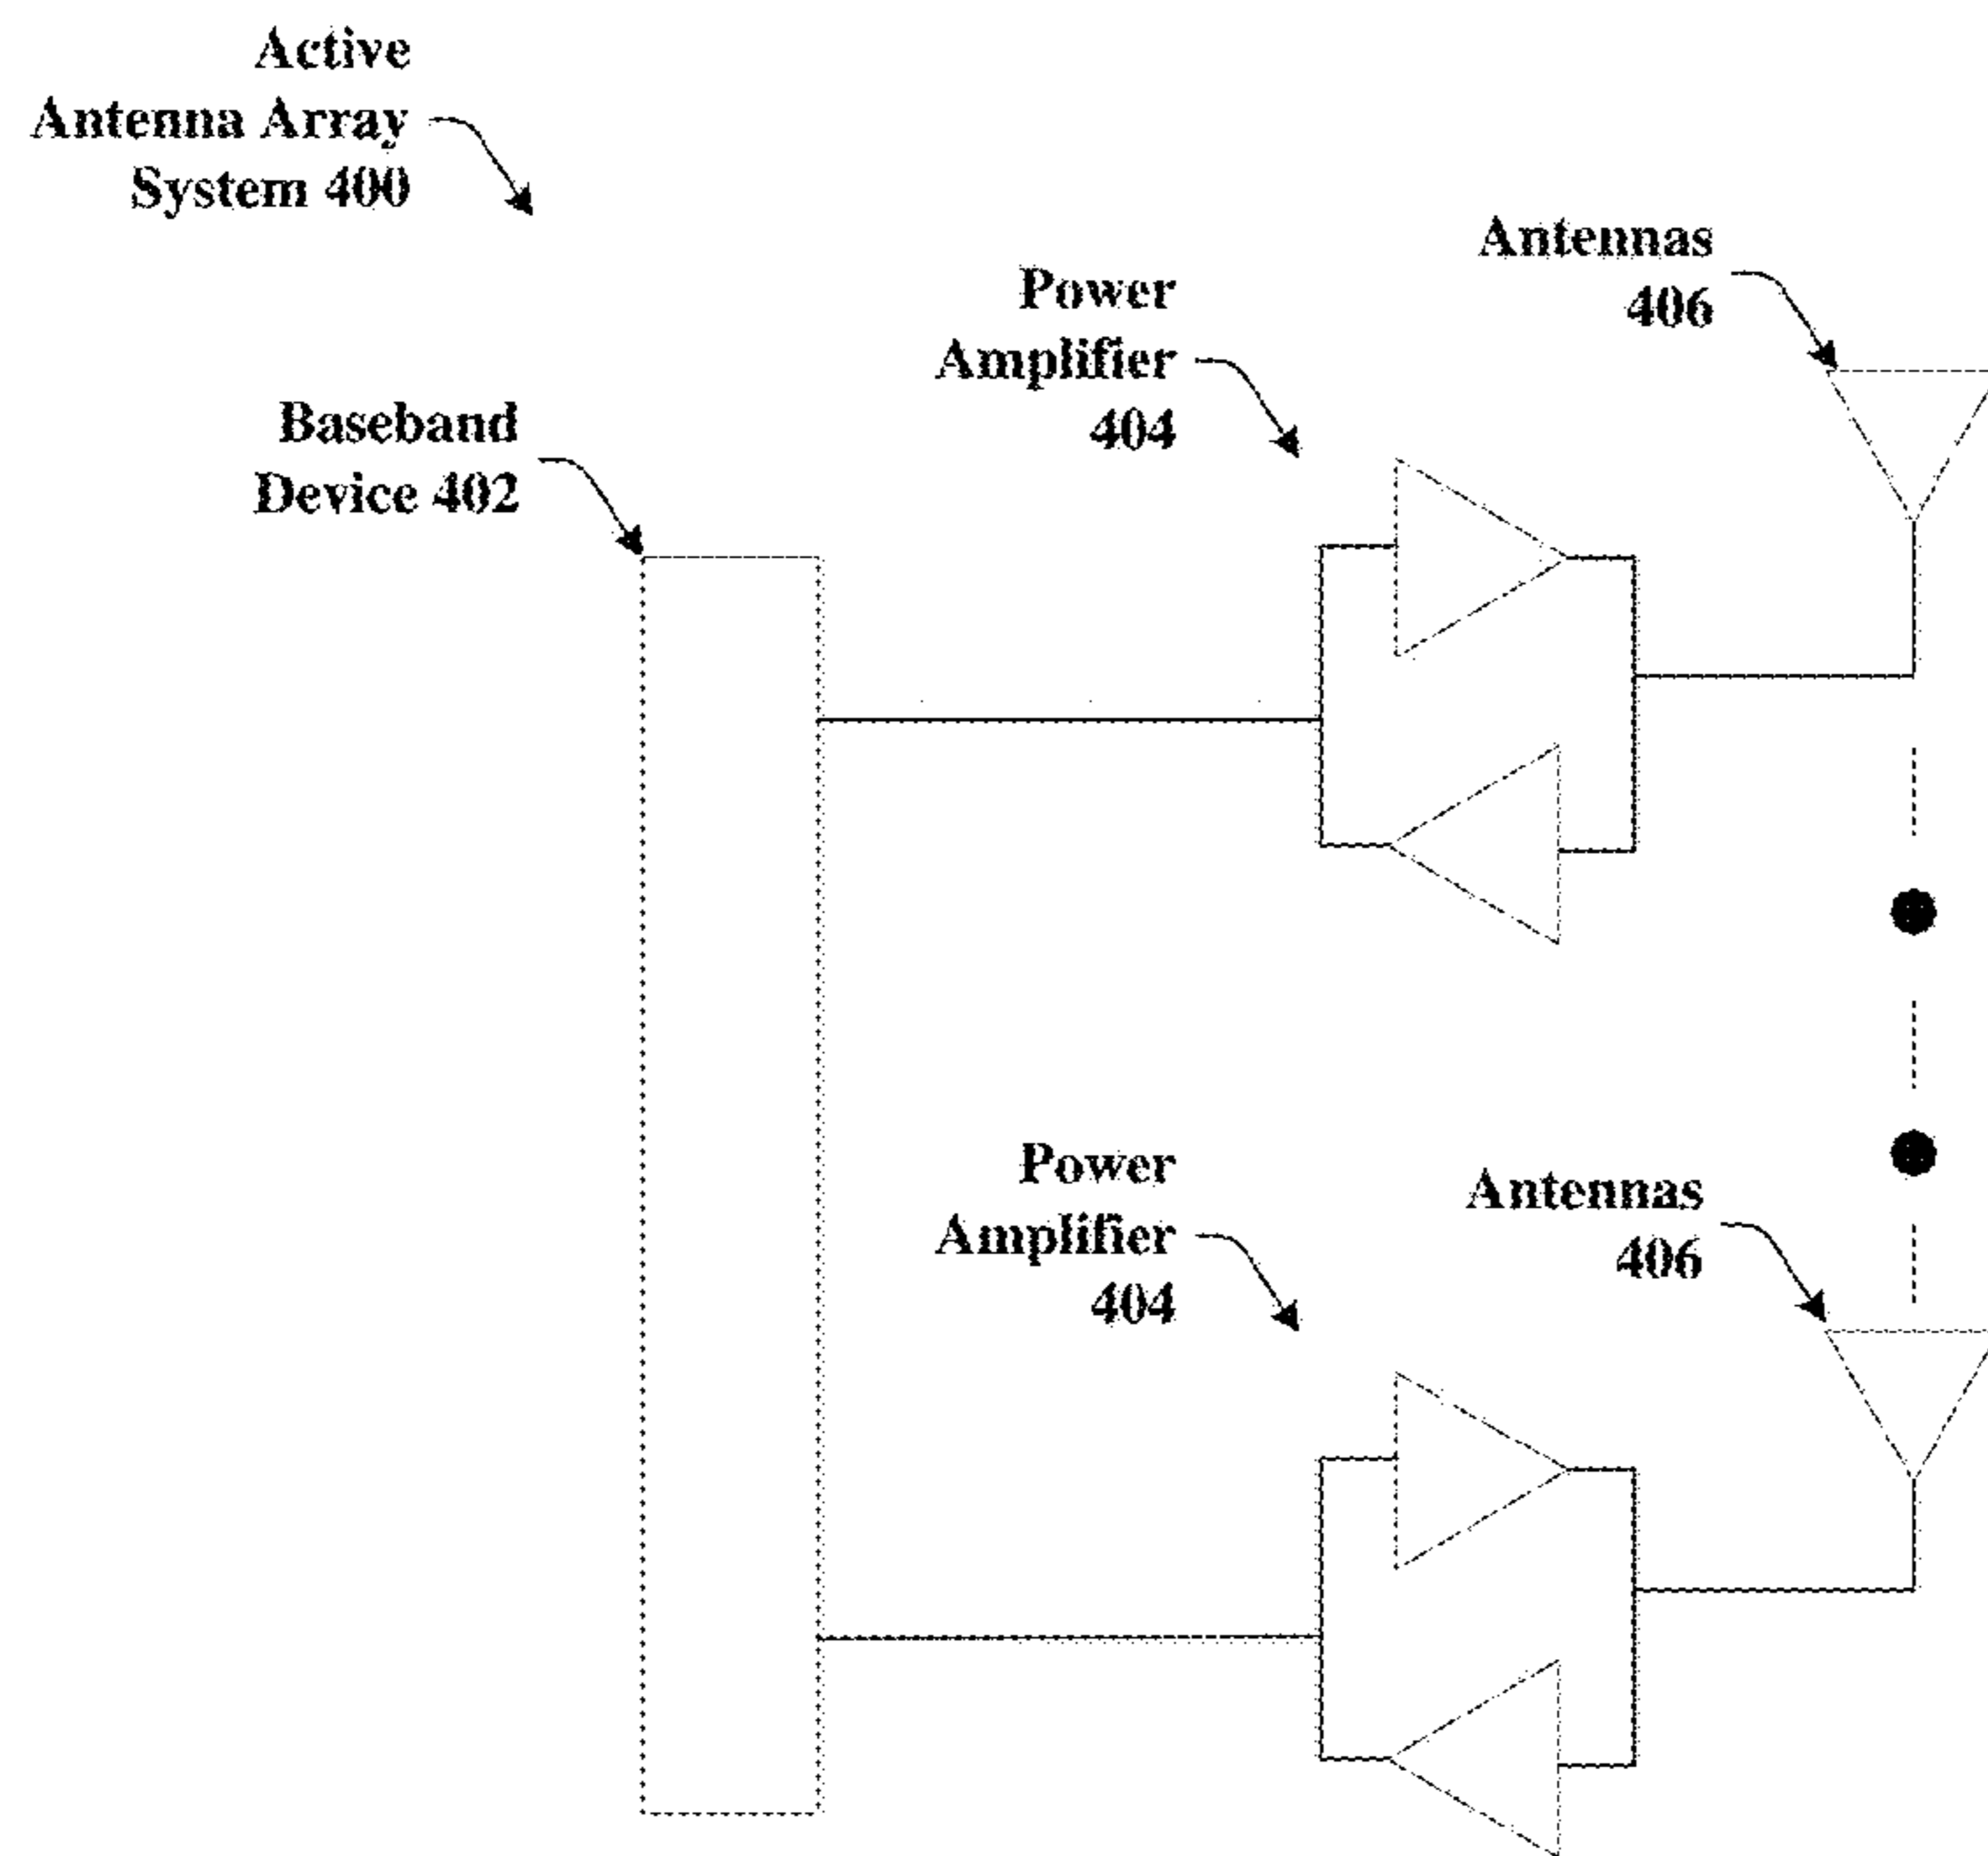 Active
Antenna Array
System 400
Antennas
406
Power
Amplifier
404
Baseband
Device 402
Power
Amplifier
404
Antennas
406